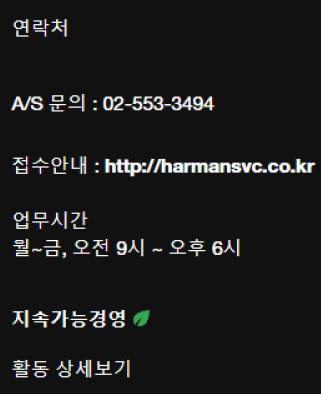 연락처
A/S 문의 : 02-553-3494
접수안내 : http://harmansvc.co.kr
업무시간
월~금, 오전 9시 ~ 오후 6시
지속가능경영
활동 상세보기